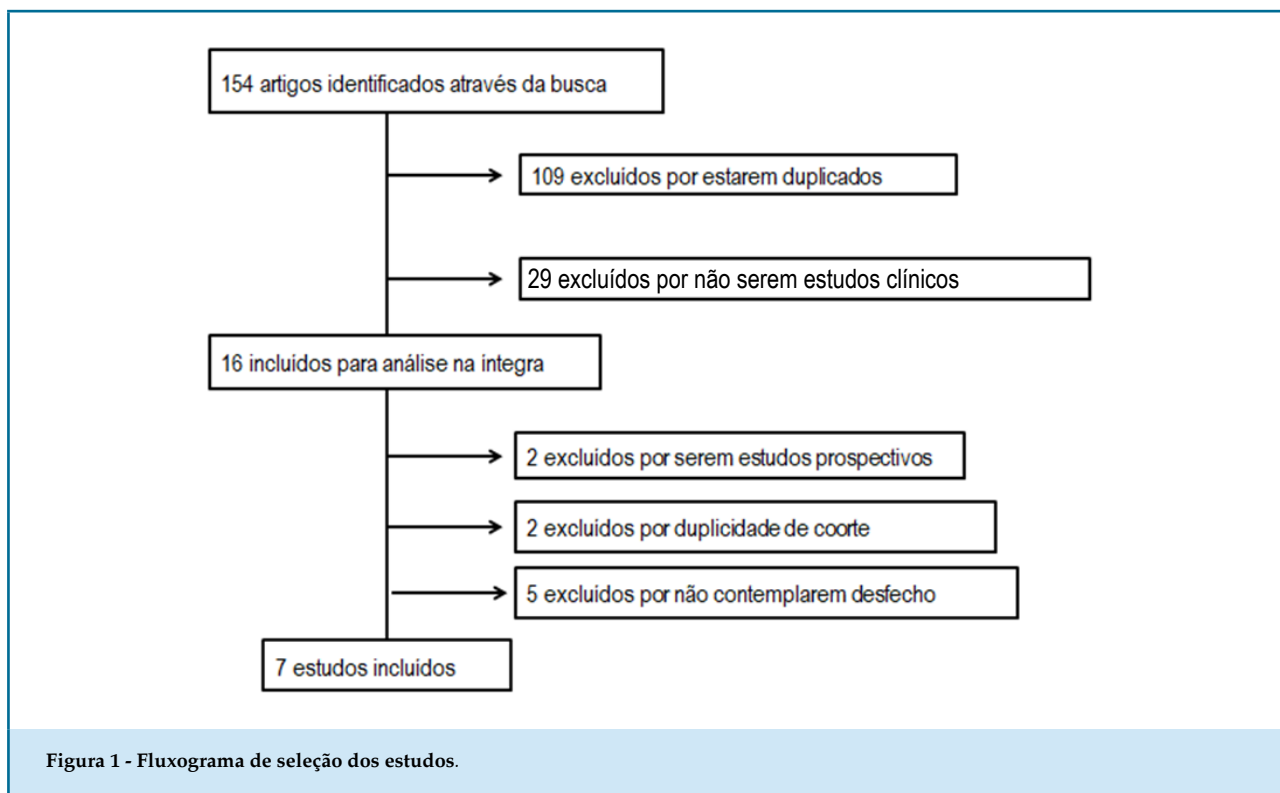 154 artigos identificados através da busca
109 excluídos por estarem duplicados
29 excluídos por não serem estudos clínicos
16 incluídos para análise na íntegra
2 excluídos por serem estudos prospectivos
2 excluídos por duplicidade de coorte
5 excluídos por não contemplarem desfecho
7 estudos incluídos
Figura 1 - Fluxograma de seleção dos estudos.